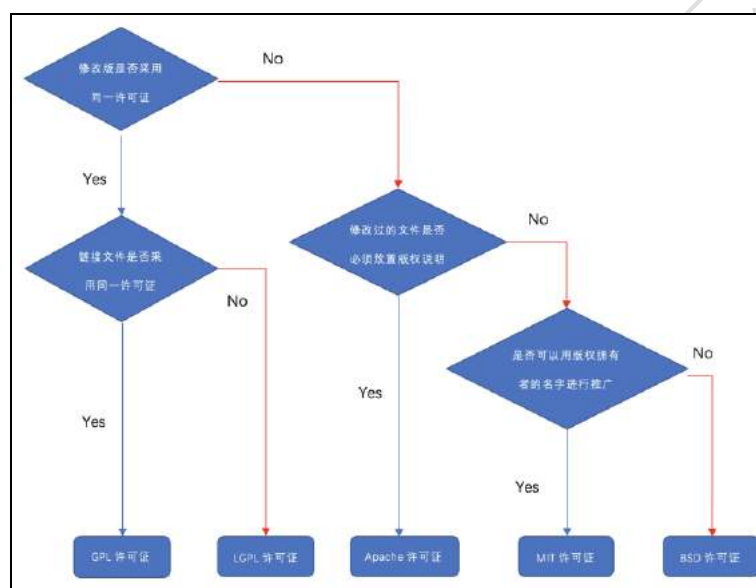 修改版是否采用
同一许可证
No
Yes
链接文件是否采
用同一许可证
No
Yes
修改过的文件是否
必须放置版权说明
No
Yes
是否可以用版权拥有
者的名字进行推广
No
Yes
GPL 许可证
LGPL 许可证
Apache 许可证
MIT 许可证
BSD 许可证